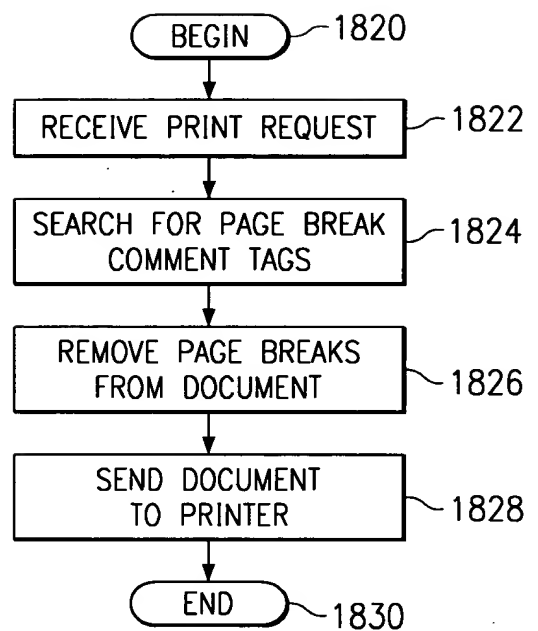 BEGIN
1820
RECEIVE PRINT REQUEST
1822
SEARCH FOR PAGE BREAK
COMMENT TAGS
1824
REMOVE PAGE BREAKS
FROM DOCUMENT
1826
SEND DOCUMENT
TO PRINTER
1828
END
1830